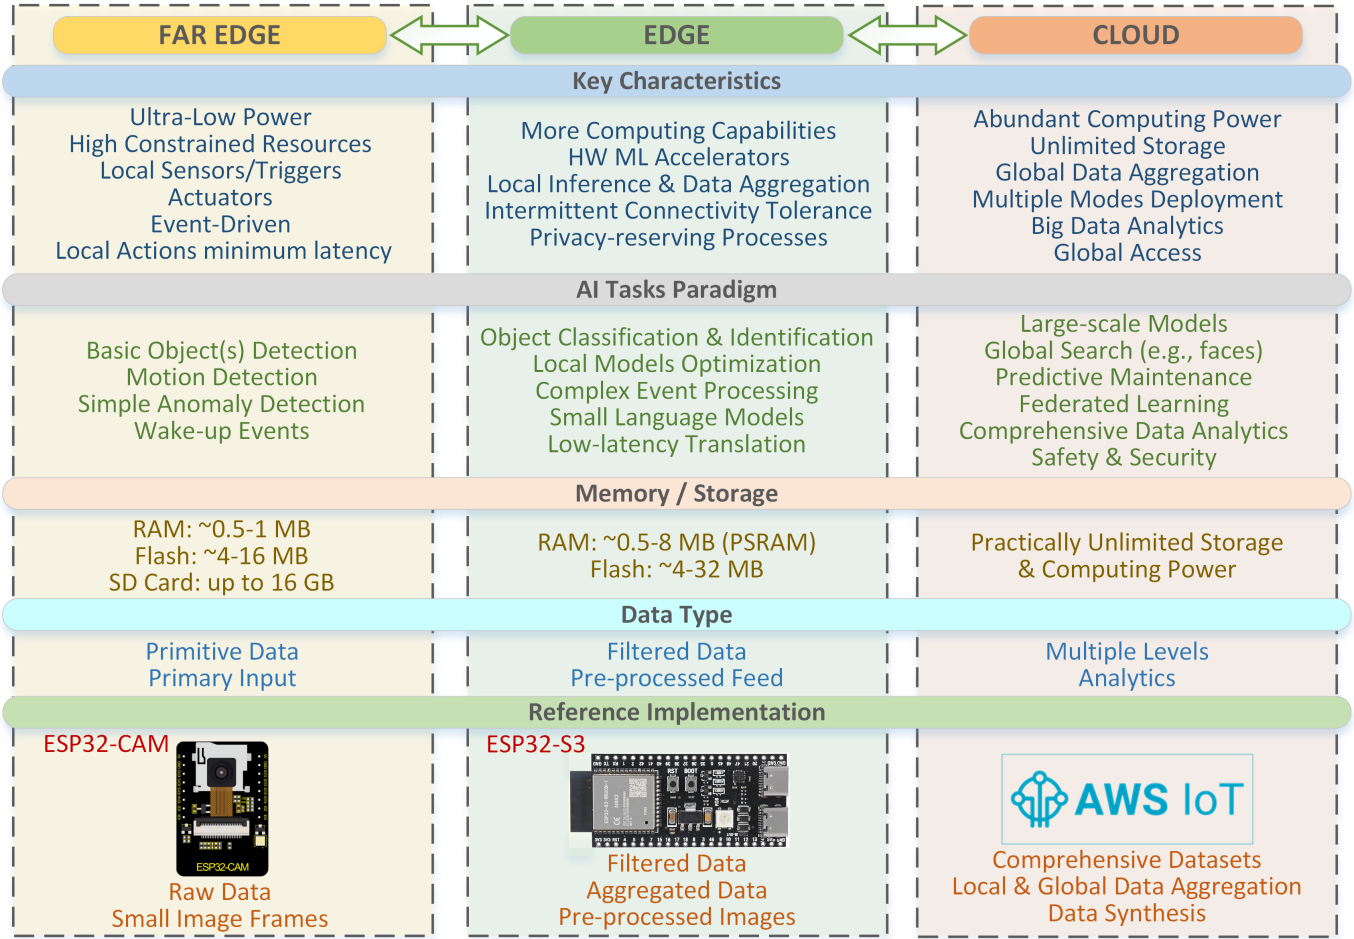 FAR EDGE
EDGE
CLOUD
Key Characteristics
Ultra-Low Power
High Constrained Resources
Local Sensors/Triggers
Actuators
Event-Driven
Local Actions minimum latency
More Computing Capabilities
HW ML Accelerators
Local Inference & Data Aggregation
Intermittent Connectivity Tolerance
Privacy-reserving Processes
Abundant Computing Power
Unlimited Storage
Global Data Aggregation
Multiple Modes Deployment
Big Data Analytics
Global Access
AI Tasks Paradigm
Basic Object(s) Detection
Motion Detection
Simple Anomaly Detection
Wake-up Events
Object Classification & Identification
Local Models Optimization
Complex Event Processing
Small Language Models
Low-latency Translation
Large-scale Models
Global Search (e.g., faces)
Predictive Maintenance
Federated Learning
Comprehensive Data Analytics
Safety & Security
Memory / Storage
RAM: ~0.5-1 MB
Flash: ~4-16 MB
SD Card: up to 16 GB
RAM: ~0.5-8 MB (PSRAM)
Flash: ~4-32 MB
Practically Unlimited Storage
& Computing Power
Data Type
Primitive Data
Primary Input
Filtered Data
Pre-processed Feed
Multiple Levels
Analytics
Reference Implementation
ESP32-CAM
ESP32-CAM
Raw Data
Small Image Frames
ESP32-S3
RST BOOT
Filtered Data
Aggregated Data
Pre-processed Images
AWS IoT
Comprehensive Datasets
Local & Global Data Aggregation
Data Synthesis